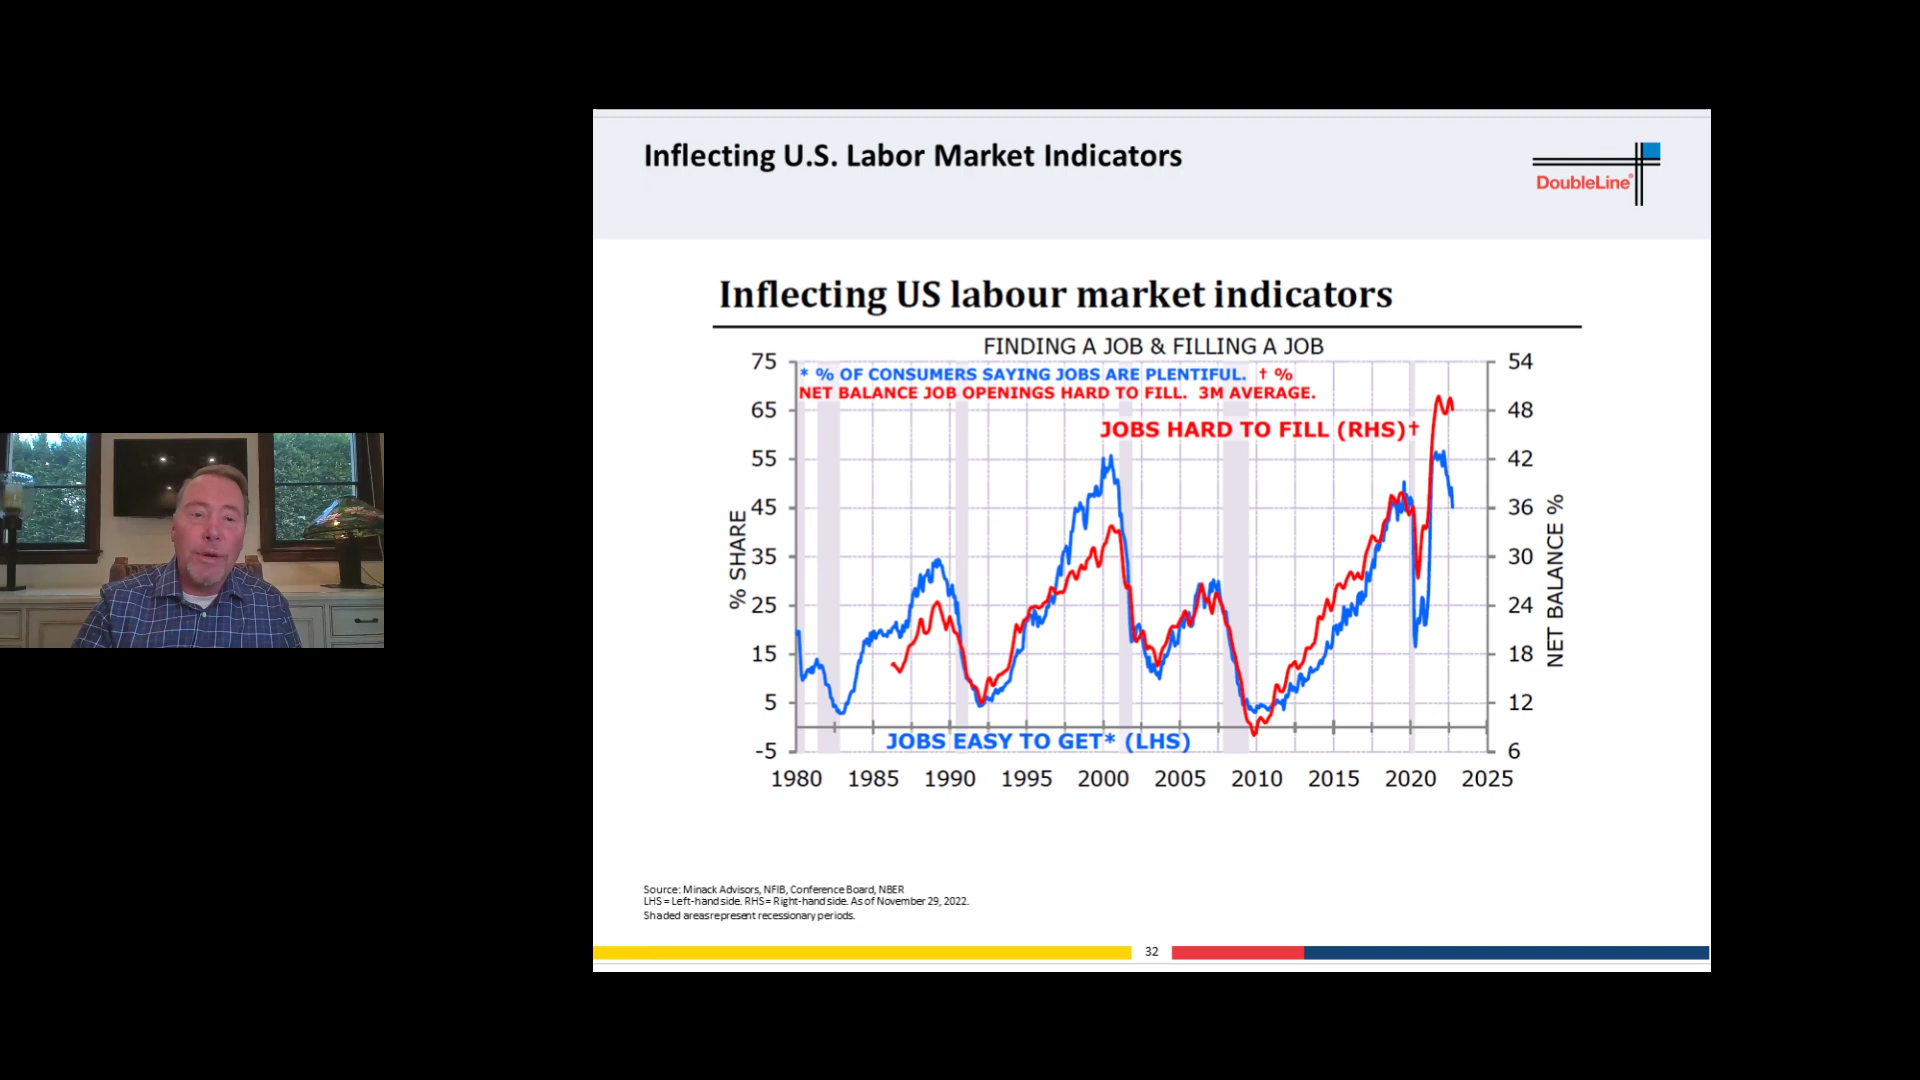 Inflecting U.S. Labor Market Indicators
DoubleLine®
Inflecting US labour market indicators
FINDING A JOB & FILLING A JOB
* % OF CONSUMERS SAYING JOBS ARE PLENTIFUL. † %
NET BALANCE JOB OPENINGS HARD TO FILL. 3M AVERAGE.
JOBS HARD TO FILL (RHS)†
JOBS EASY TO GET* (LHS)
% SHARE
75
65
55
45
35
25
15
5
-5
NET BALANCE %
54
48
42
36
30
24
18
12
6
1980 1985 1990 1995 2000 2005 2010 2015 2020 2025
Source: Minack Advisors, NFIB, Conference Board, NBER
LHS = Left-hand side. RHS = Right-hand side. As of November 29, 2022.
Shaded areas represent recessionary periods.
32